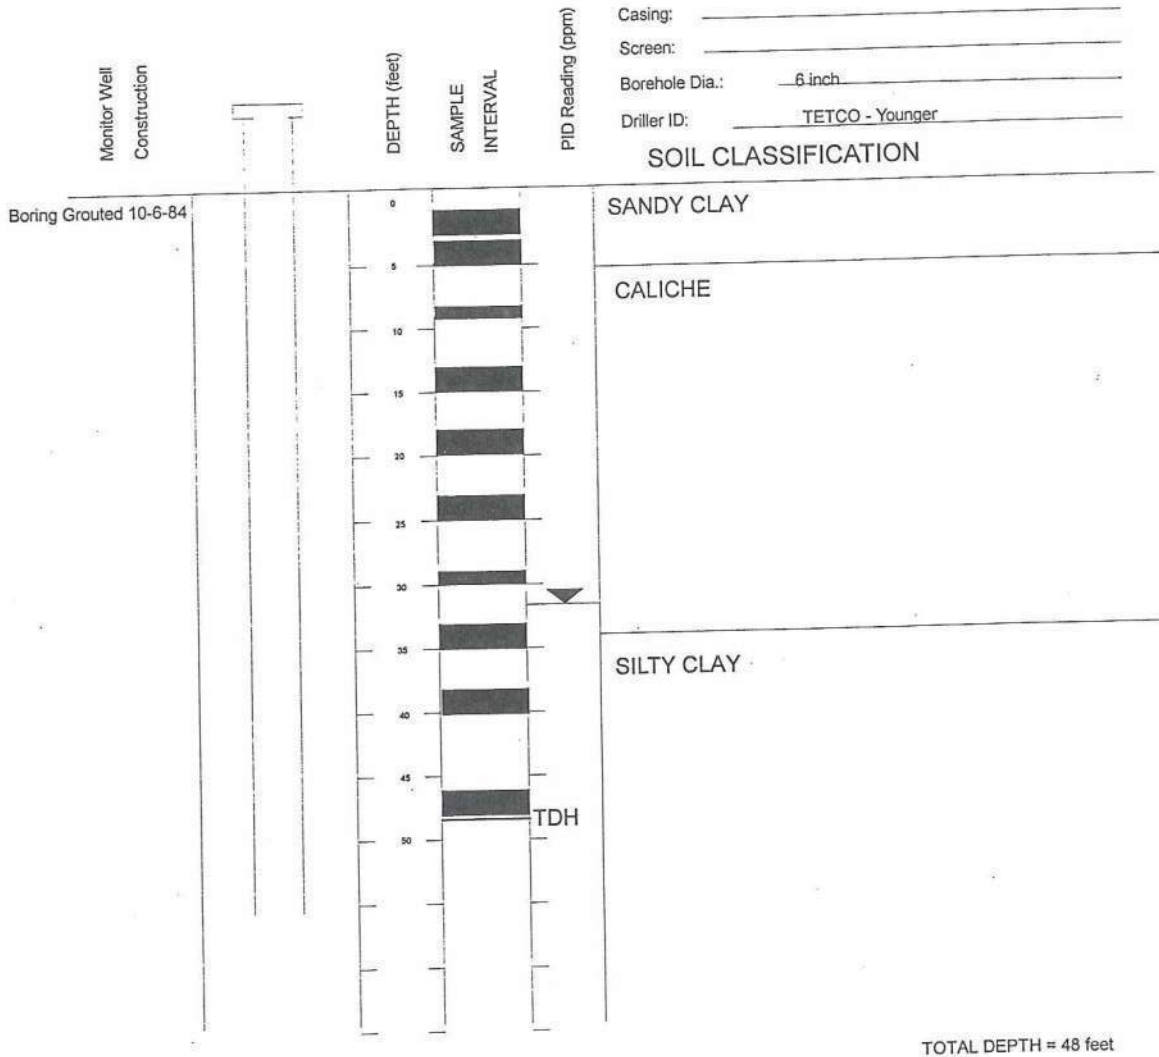 Casing:
Screen:
Borehole Dia.: 6 inch
Driller ID: TETCO - Younger
Monitor Well
Construction
DEPTH (feet)
SAMPLE
INTERVAL
PID Reading (ppm)
SOIL CLASSIFICATION
Boring Grouted 10-6-84
0
SANDY CLAY
5
CALICHE
10
15
20
25
30
35
SILTY CLAY
40
45
TDH
50
TOTAL DEPTH = 48 feet